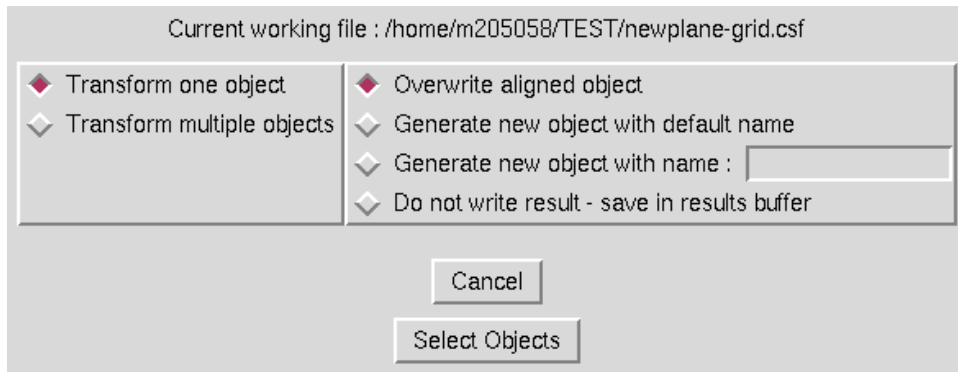 Current working file : /home/m205058/TEST/newplane-grid.csf
Transform one object
Transform multiple objects
Overwrite aligned object
Generate new object with default name
Generate new object with name :
Do not write result - save in results buffer
Cancel
Select Objects